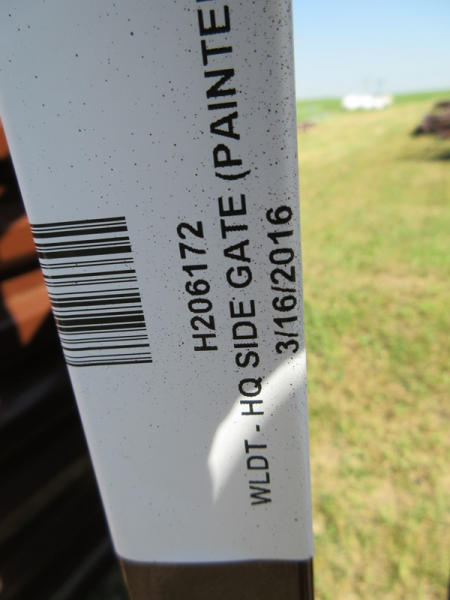 H206172
WLDT - HQ SIDE GATE (PAINTE
3/16/2016